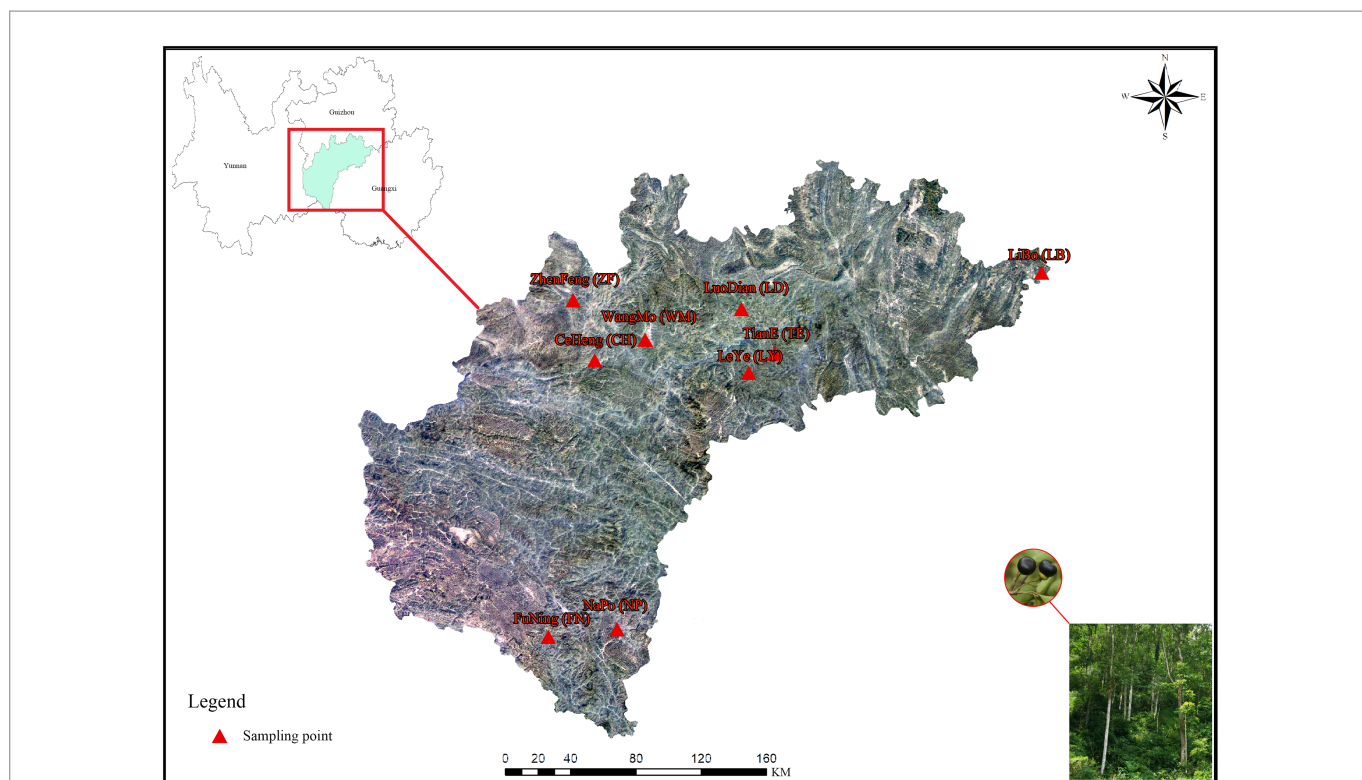 N
W
E
S
Guizhou
Yunnan
Guangxi
LiBo (LB)
ZhenFeng (ZF)
LuoDian (LD)
WangMo (WM)
TianE (TE)
CeHeng (CH)
LeYe (LY)
NaPo (NP)
FuNing (FN)
Legend
Sampling point
0 20 40 80 120 160
KM